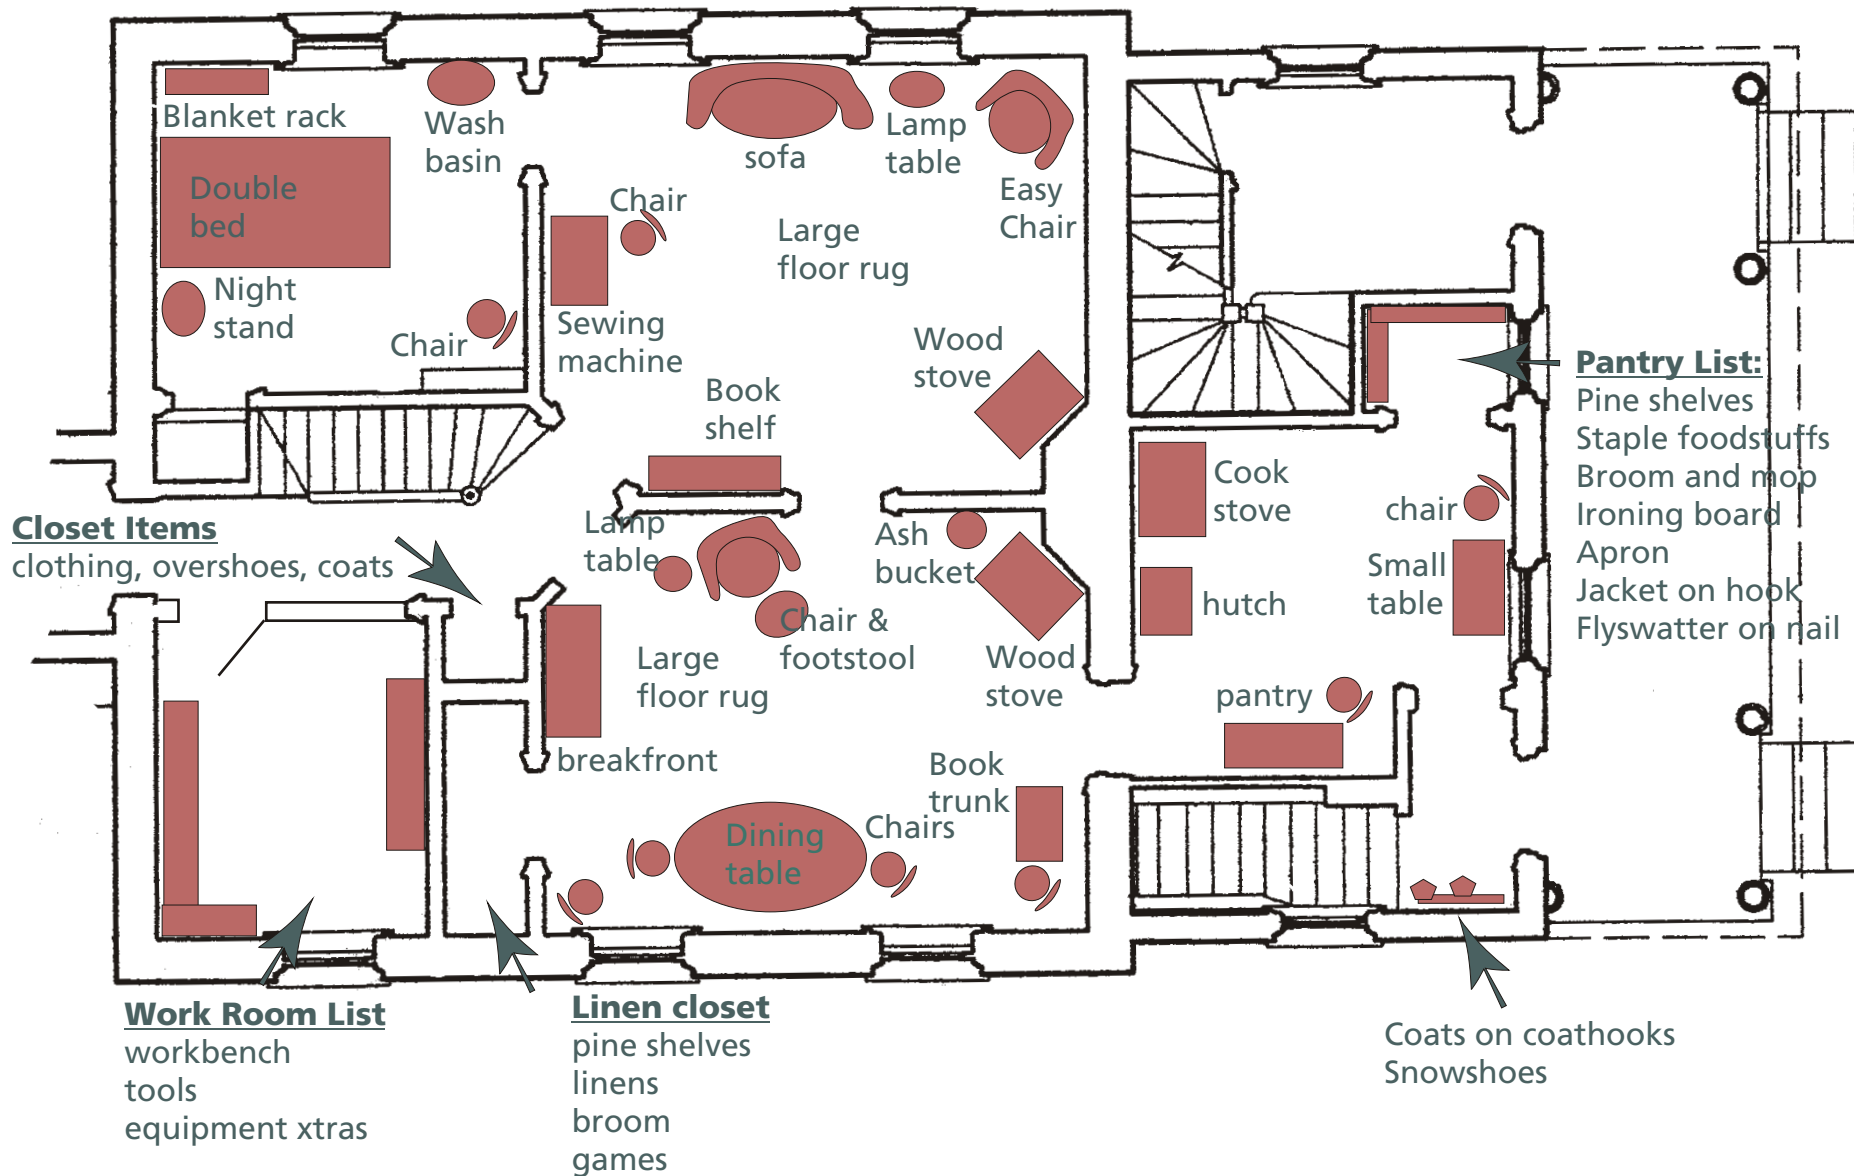 Blanket rack
Wash
basin
Double
bed
Night
stand
Chair
sofa
Lamp
table
Easy
Chair
Chair
Large
floor rug
Sewing
machine
Wood
stove
Book
shelf
Pantry List:
Pine shelves
Staple foodstuffs
Broom and mop
Ironing board
Apron
Jacket on hook
Flyswatter on nail
Cook
stove
chair
Small
table
hutch
pantry
Closet Items
clothing, overshoes, coats
Lamp
table
Ash
bucket
Chair &
footstool
Large
floor rug
Wood
stove
breakfront
Book
trunk
Dining
table
Chairs
Work Room List
workbench
tools
equipment xtras
Linen closet
pine shelves
linens
broom
games
Coats on coathooks
Snowshoes